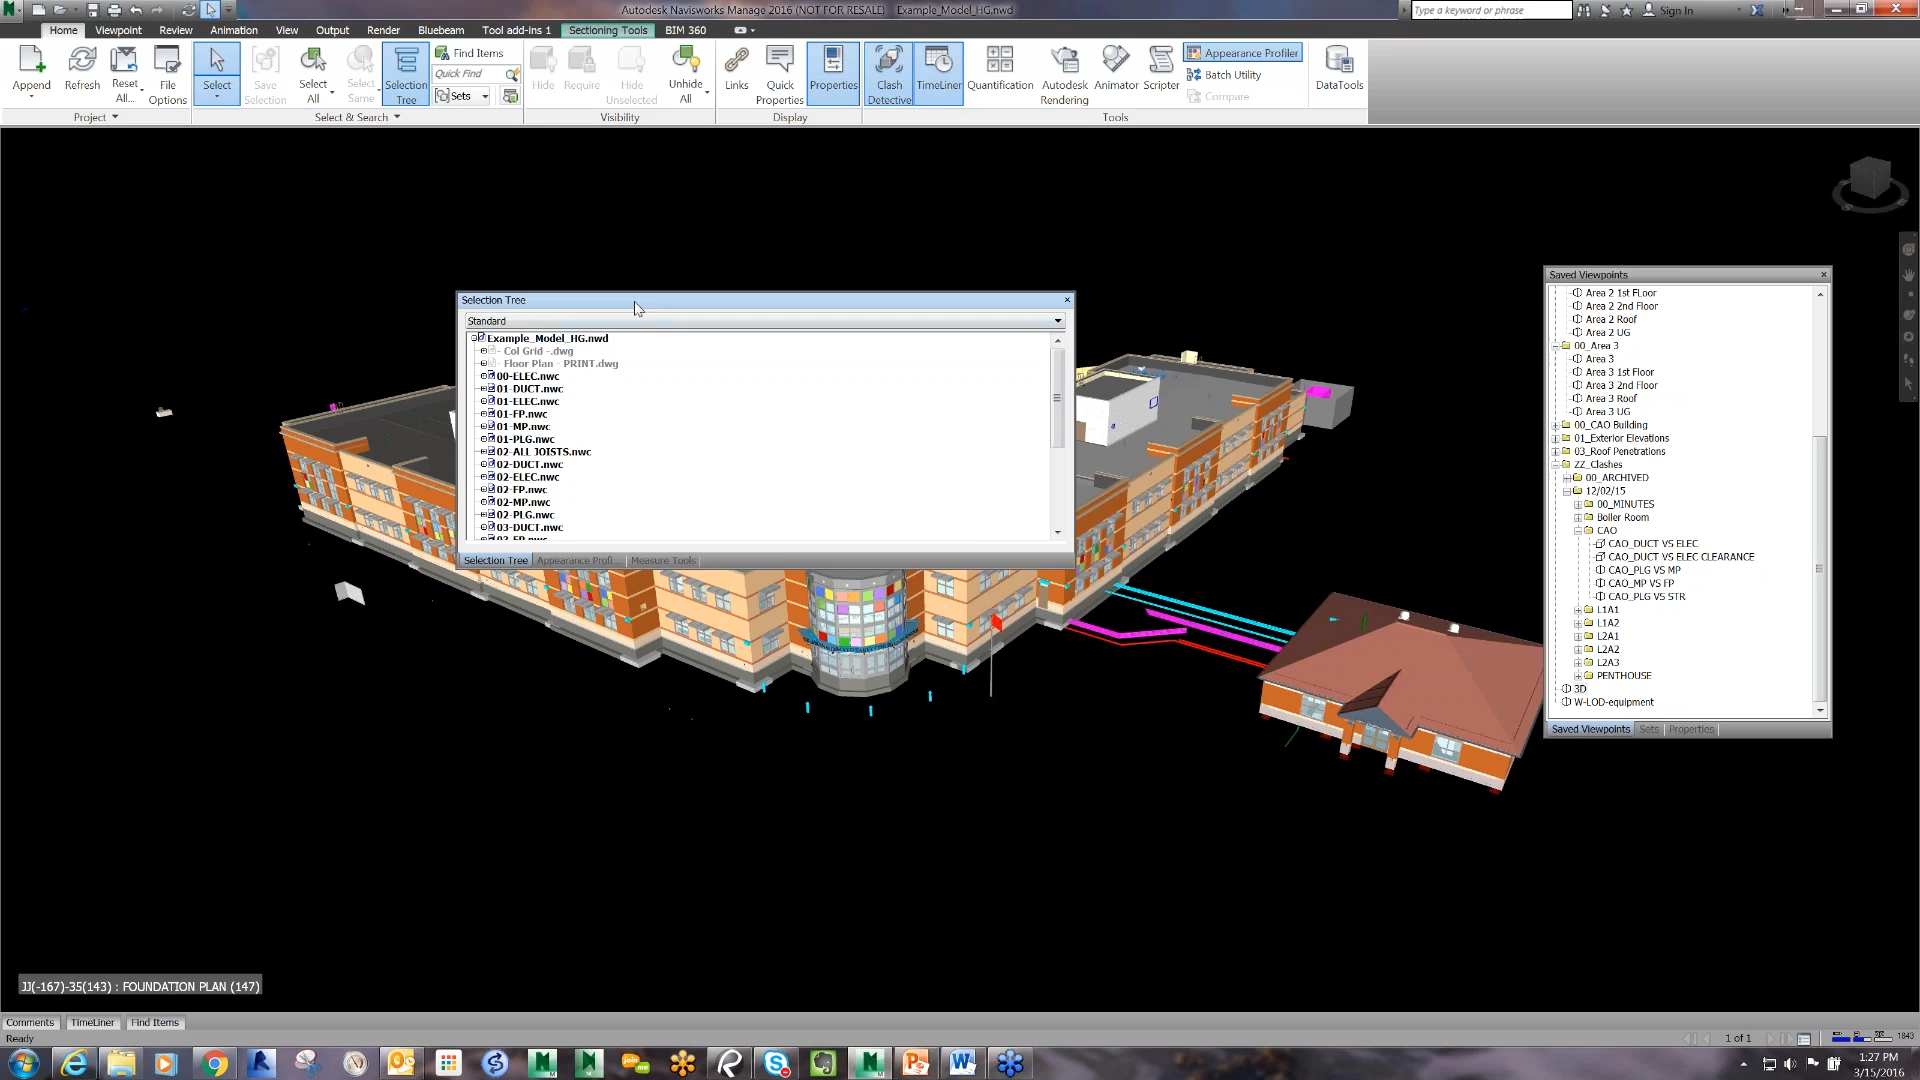 Autodesk Navisworks Manage 2016 (NOT FOR RESALE) Example_Model_HG.nwd
Type a keyword or phrase
Sign In
Home Viewpoint Review Animation View Output Render Bluebeam Tool add-ins 1 Sectioning Tools BIM 360
Append
Refresh
Reset All...
File Options
Select
Save Selection
Select All
Select Same
Selection Tree
Find Items
Quick Find
Sets
Hide
Require
Hide Unselected
Unhide All
Links
Quick Properties
Properties
Clash Detective
TimeLiner
Quantification
Autodesk Rendering
Animator
Scripter
Appearance Profiler
Batch Utility
Compare
DataTools
Project
Select & Search
Visibility
Display
Tools
Selection Tree
Standard
Example_Model_HG.nwd
- Col Grid -.dwg
- Floor Plan - PRINT.dwg
00-ELEC.nwc
01-DUCT.nwc
01-ELEC.nwc
01-FP.nwc
01-MP.nwc
01-PLG.nwc
02-ALL JOISTS.nwc
02-DUCT.nwc
02-ELEC.nwc
02-FP.nwc
02-MP.nwc
02-PLG.nwc
03-DUCT.nwc
03-FP.nwc
Selection Tree Appearance Profi... Measure Tools
Saved Viewpoints
Area 2 1st FLoor
Area 2 2nd Floor
Area 2 Roof
Area 2 UG
00_Area 3
Area 3
Area 3 1st Floor
Area 3 2nd Floor
Area 3 Roof
Area 3 UG
00_CAO Building
01_Exterior Elevations
03_Roof Penetrations
ZZ_Clashes
00_ARCHIVED
12/02/15
00_MINUTES
Boiler Room
CAO
CAO_DUCT VS ELEC
CAO_DUCT VS ELEC CLEARANCE
CAO_PLG VS MP
CAO_MP VS FP
CAO_PLG VS STR
L1A1
L1A2
L2A1
L2A2
L2A3
PENTHOUSE
3D
W-LOD-equipment
Saved Viewpoints Sets Properties
JJ(-167)-35(143) : FOUNDATION PLAN (147)
Comments TimeLiner Find Items
Ready
1 of 1
1843
1:27 PM
3/15/2016